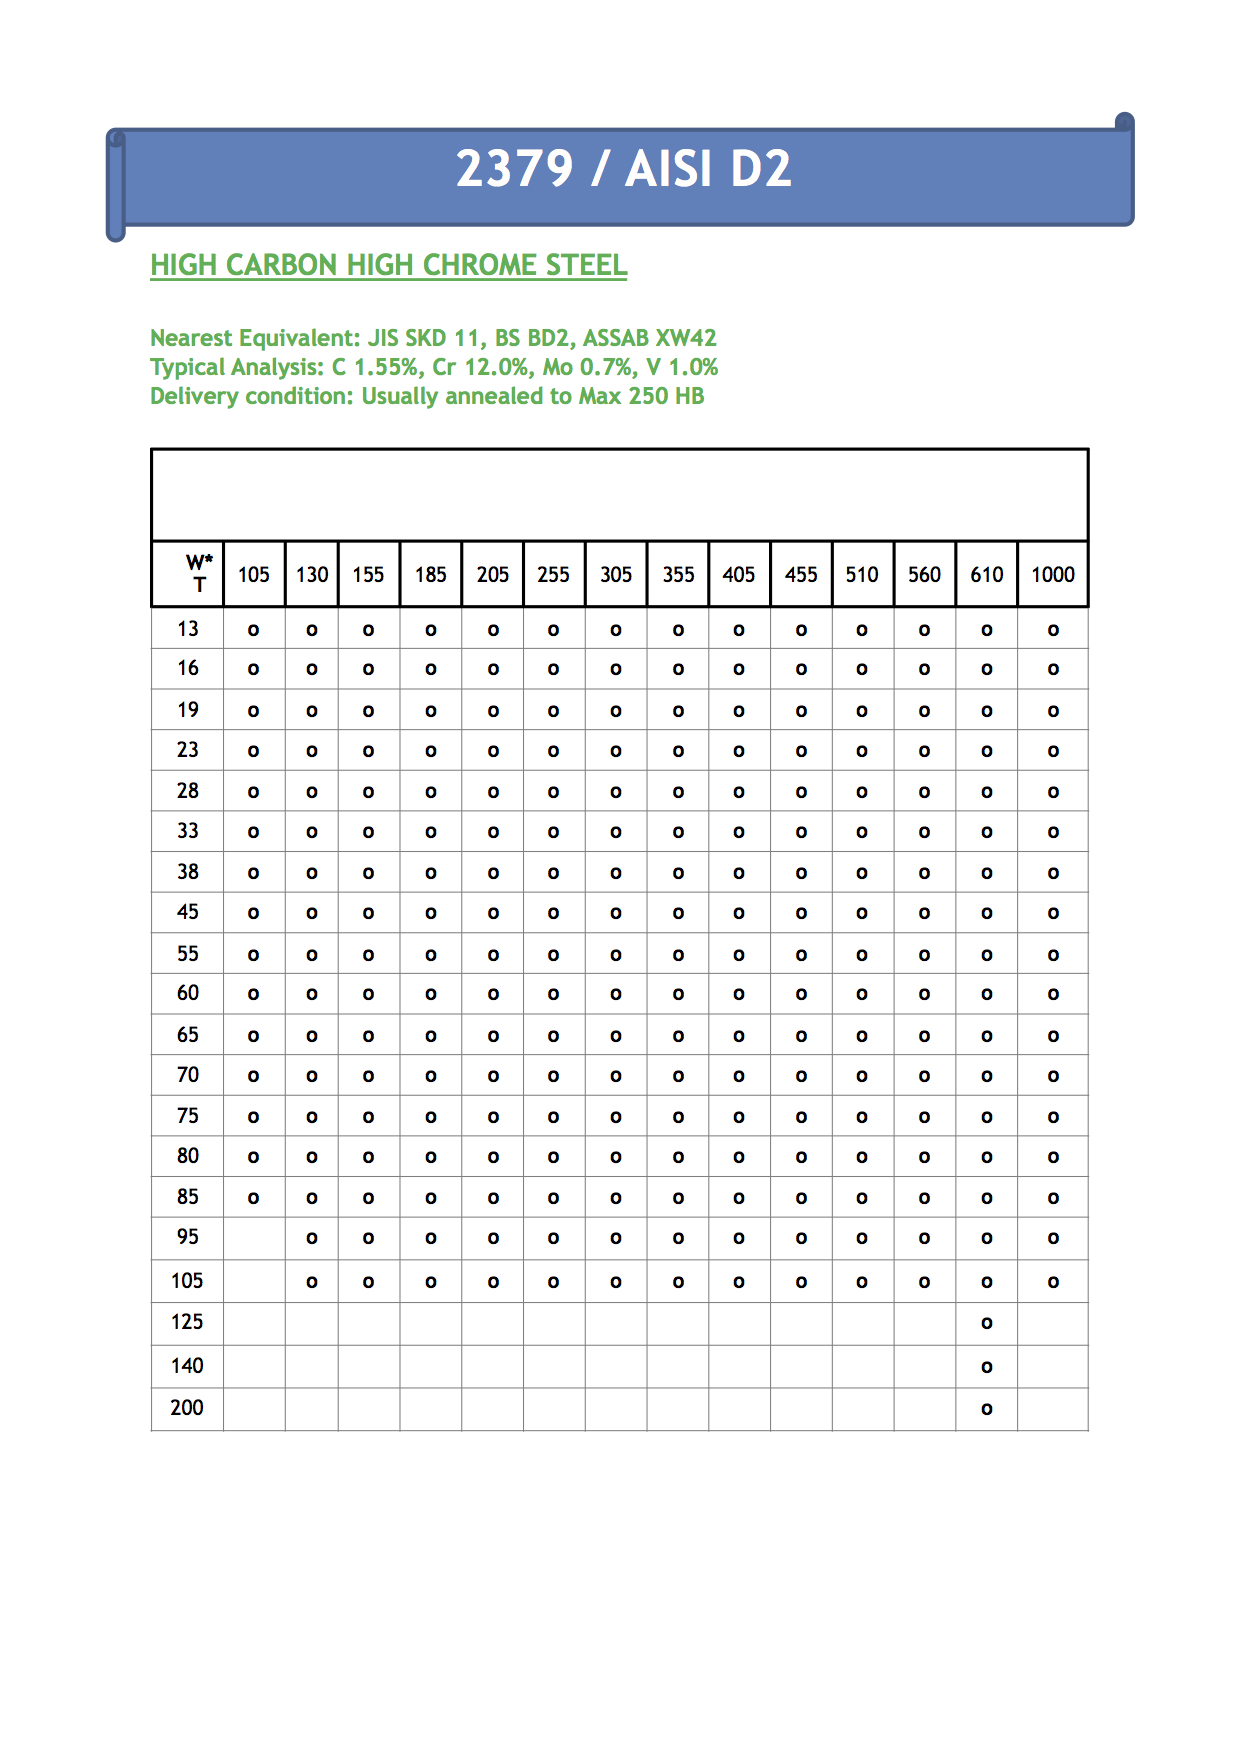 2379 / AISI D2
HIGH CARBON HIGH CHROME STEEL
Nearest Equivalent: JIS SKD 11, BS BD2, ASSAB XW42
Typical Analysis: C 1.55%, Cr 12.0%, Mo 0.7%, V 1.0%
Delivery condition: Usually annealed to Max 250 HB
W*
T 105 130 155 185 205 255 305 355 405 455 510 560 610 1000
13 o o o o o o o o o o o o o o
16 o o o o o o o o o o o o o o
19 o o o o o o o o o o o o o o
23 o o o o o o o o o o o o o o
28 o o o o o o o o o o o o o o
33 o o o o o o o o o o o o o o
38 o o o o o o o o o o o o o o
45 o o o o o o o o o o o o o o
55 o o o o o o o o o o o o o o
60 o o o o o o o o o o o o o o
65 o o o o o o o o o o o o o o
70 o o o o o o o o o o o o o o
75 o o o o o o o o o o o o o o
80 o o o o o o o o o o o o o o
85 o o o o o o o o o o o o o o
95 o o o o o o o o o o o o o
105 o o o o o o o o o o o o o
125 o
140 o
200 o